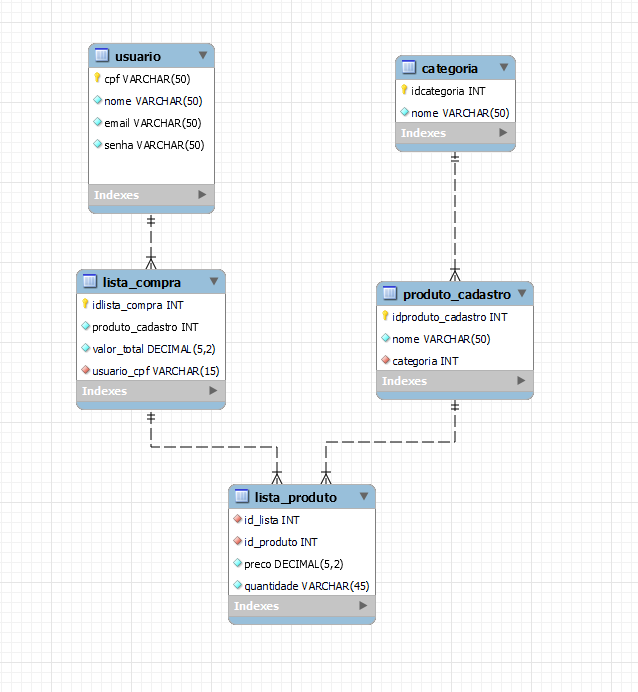 usuario
cpf VARCHAR(50)
nome VARCHAR(50)
email VARCHAR(50)
senha VARCHAR(50)
Indexes
categoria
idcategoria INT
nome VARCHAR(50)
Indexes
lista_compra
idlista_compra INT
produto_cadastro INT
valor_total DECIMAL(5,2)
usuario_cpf VARCHAR(15)
Indexes
produto_cadastro
idproduto_cadastro INT
nome VARCHAR(50)
categoria INT
Indexes
lista_produto
id_lista INT
id_produto INT
preco DECIMAL(5,2)
quantidade VARCHAR(45)
Indexes